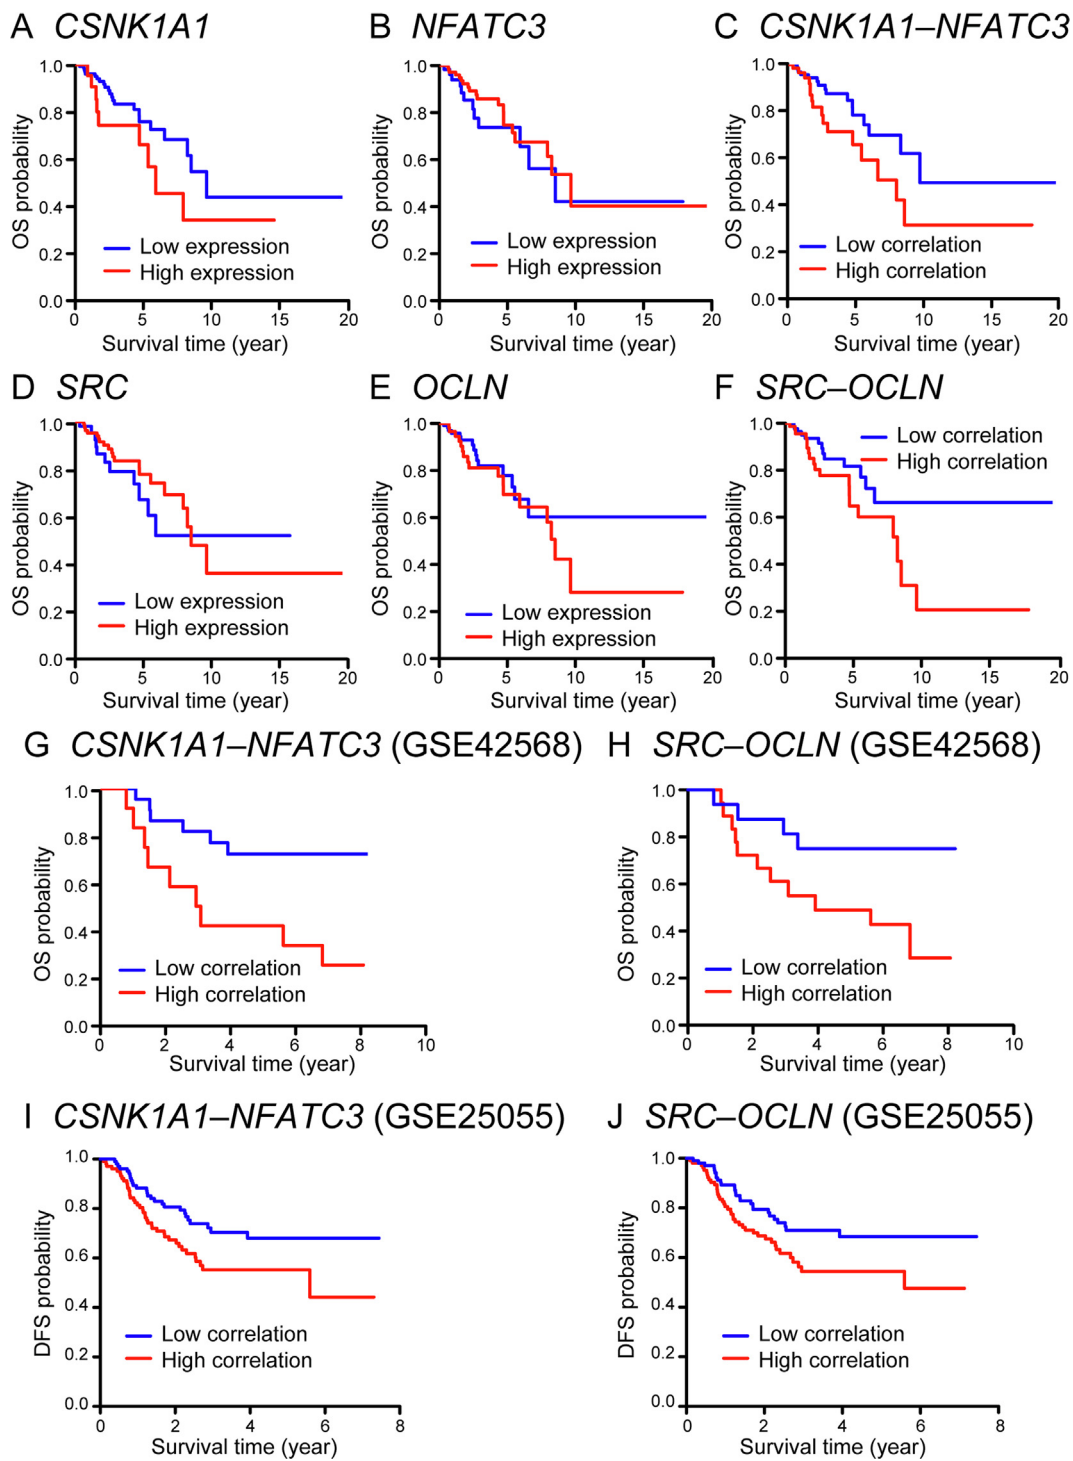 A CSNK1A1
1.0
0.8
0.6
0.4
0.2
0.0
OS probability
Low expression
High expression
0 5 10 15 20
Survival time (year)
B NFATC3
1.0
0.8
0.6
0.4
0.2
0.0
OS probability
Low expression
High expression
0 5 10 15 20
Survival time (year)
C CSNK1A1–NFATC3
1.0
0.8
0.6
0.4
0.2
0.0
OS probability
Low correlation
High correlation
0 5 10 15 20
Survival time (year)
D SRC
1.0
0.8
0.6
0.4
0.2
0.0
OS probability
Low expression
High expression
0 5 10 15 20
Survival time (year)
E OCLN
1.0
0.8
0.6
0.4
0.2
0.0
OS probability
Low expression
High expression
0 5 10 15 20
Survival time (year)
F SRC–OCLN
1.0
0.8
0.6
0.4
0.2
0.0
OS probability
Low correlation
High correlation
0 5 10 15 20
Survival time (year)
G CSNK1A1–NFATC3 (GSE42568)
1.0
0.8
0.6
0.4
0.2
0.0
OS probability
Low correlation
High correlation
0 2 4 6 8 10
Survival time (year)
H SRC–OCLN (GSE42568)
1.0
0.8
0.6
0.4
0.2
0.0
OS probability
Low correlation
High correlation
0 2 4 6 8 10
Survival time (year)
I CSNK1A1–NFATC3 (GSE25055)
1.0
0.8
0.6
0.4
0.2
0.0
DFS probability
Low correlation
High correlation
0 2 4 6 8
Survival time (year)
J SRC–OCLN (GSE25055)
1.0
0.8
0.6
0.4
0.2
0.0
DFS probability
Low correlation
High correlation
0 2 4 6 8
Survival time (year)